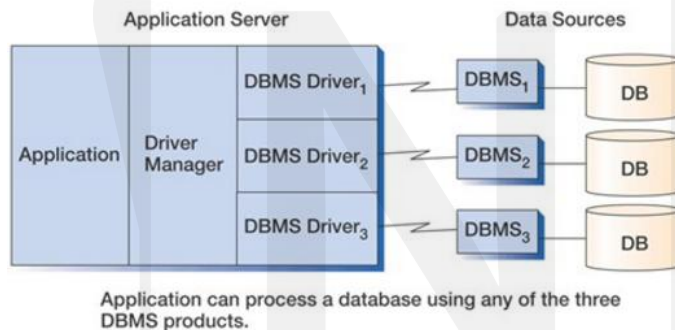 Application Server
Data Sources
Application
Driver
Manager
DBMS Driver1
DBMS Driver2
DBMS Driver3
DBMS1
DBMS2
DBMS3
DB
DB
DB
Application can process a database using any of the three
DBMS products.